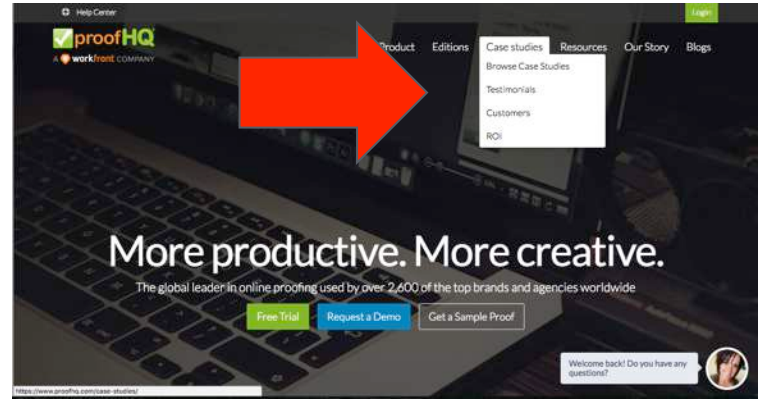 Help Center
Login
proofHQ
A workfront COMPANY
Product Editions Case studies Resources Our Story Blogs
Browse Case Studies
Testimonials
Customers
ROI
More productive. More creative.
The global leader in online proofing used by over 2,600 of the top brands and agencies worldwide
Free Trial Request a Demo Get a Sample Proof
Welcome back! Do you have any
questions?
https://www.proofhq.com/case-studies/